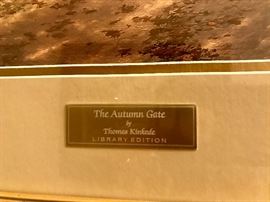 The Autumn Gate
by
Thomas Kinkade
LIBRARY EDITION